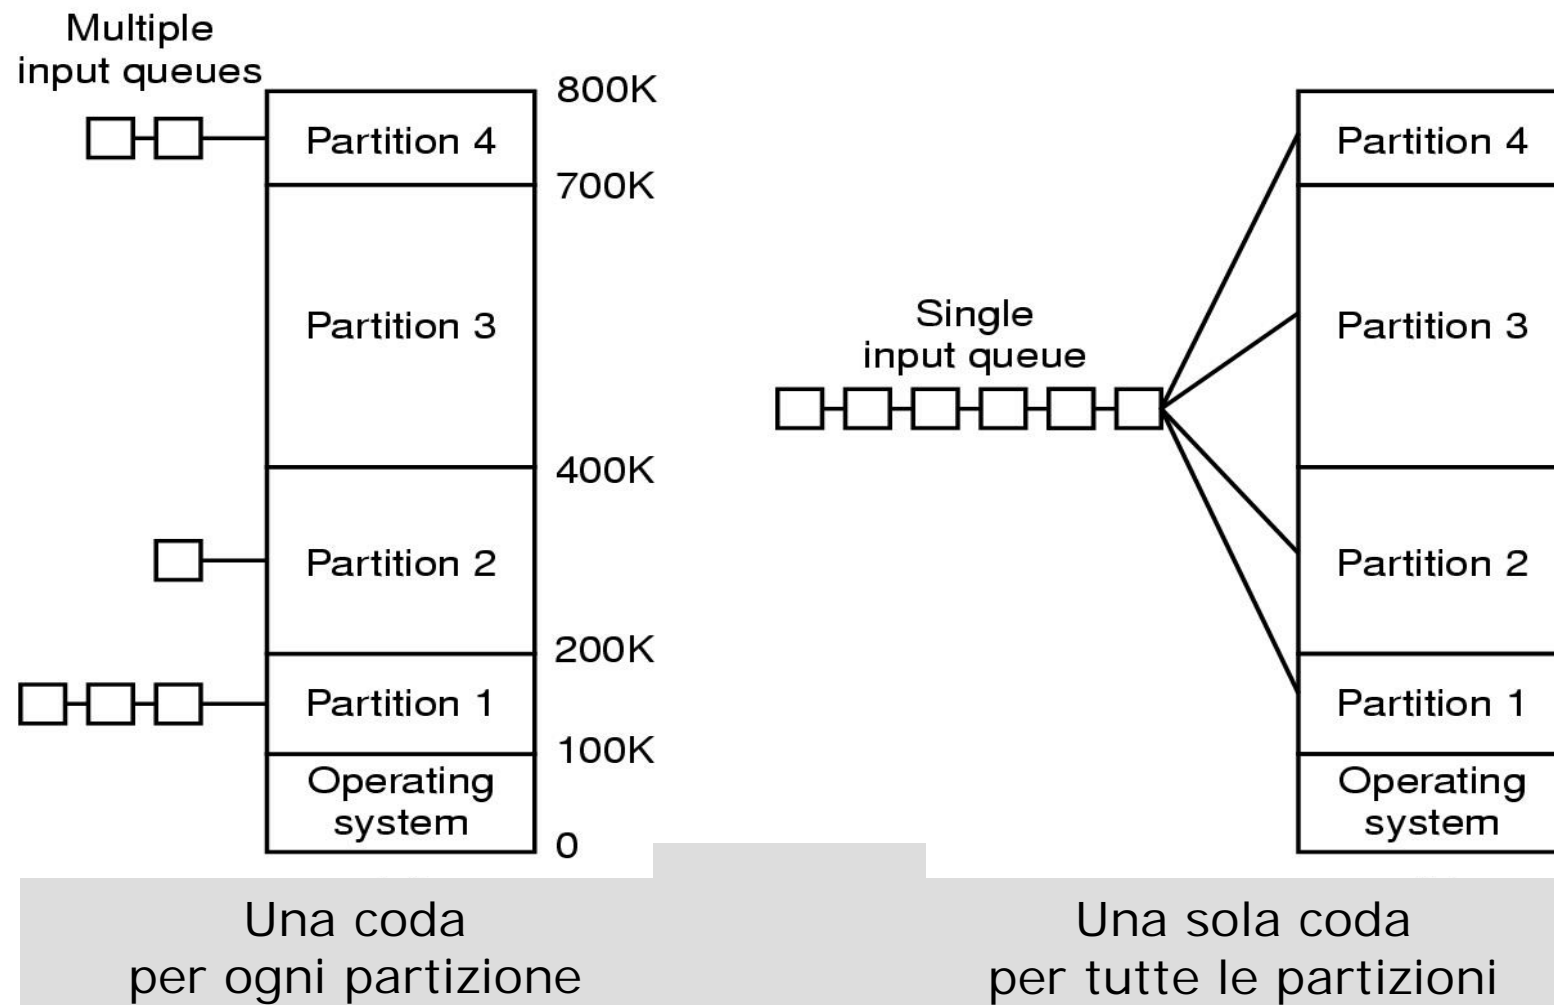 Multiple
input queues
800K
Partition 4
700K
Partition 3
400K
Partition 2
200K
Partition 1
100K
Operating
system
0
Una coda
per ogni partizione
Single
input queue
Partition 4
Partition 3
Partition 2
Partition 1
Operating
system
Una sola coda
per tutte le partizioni